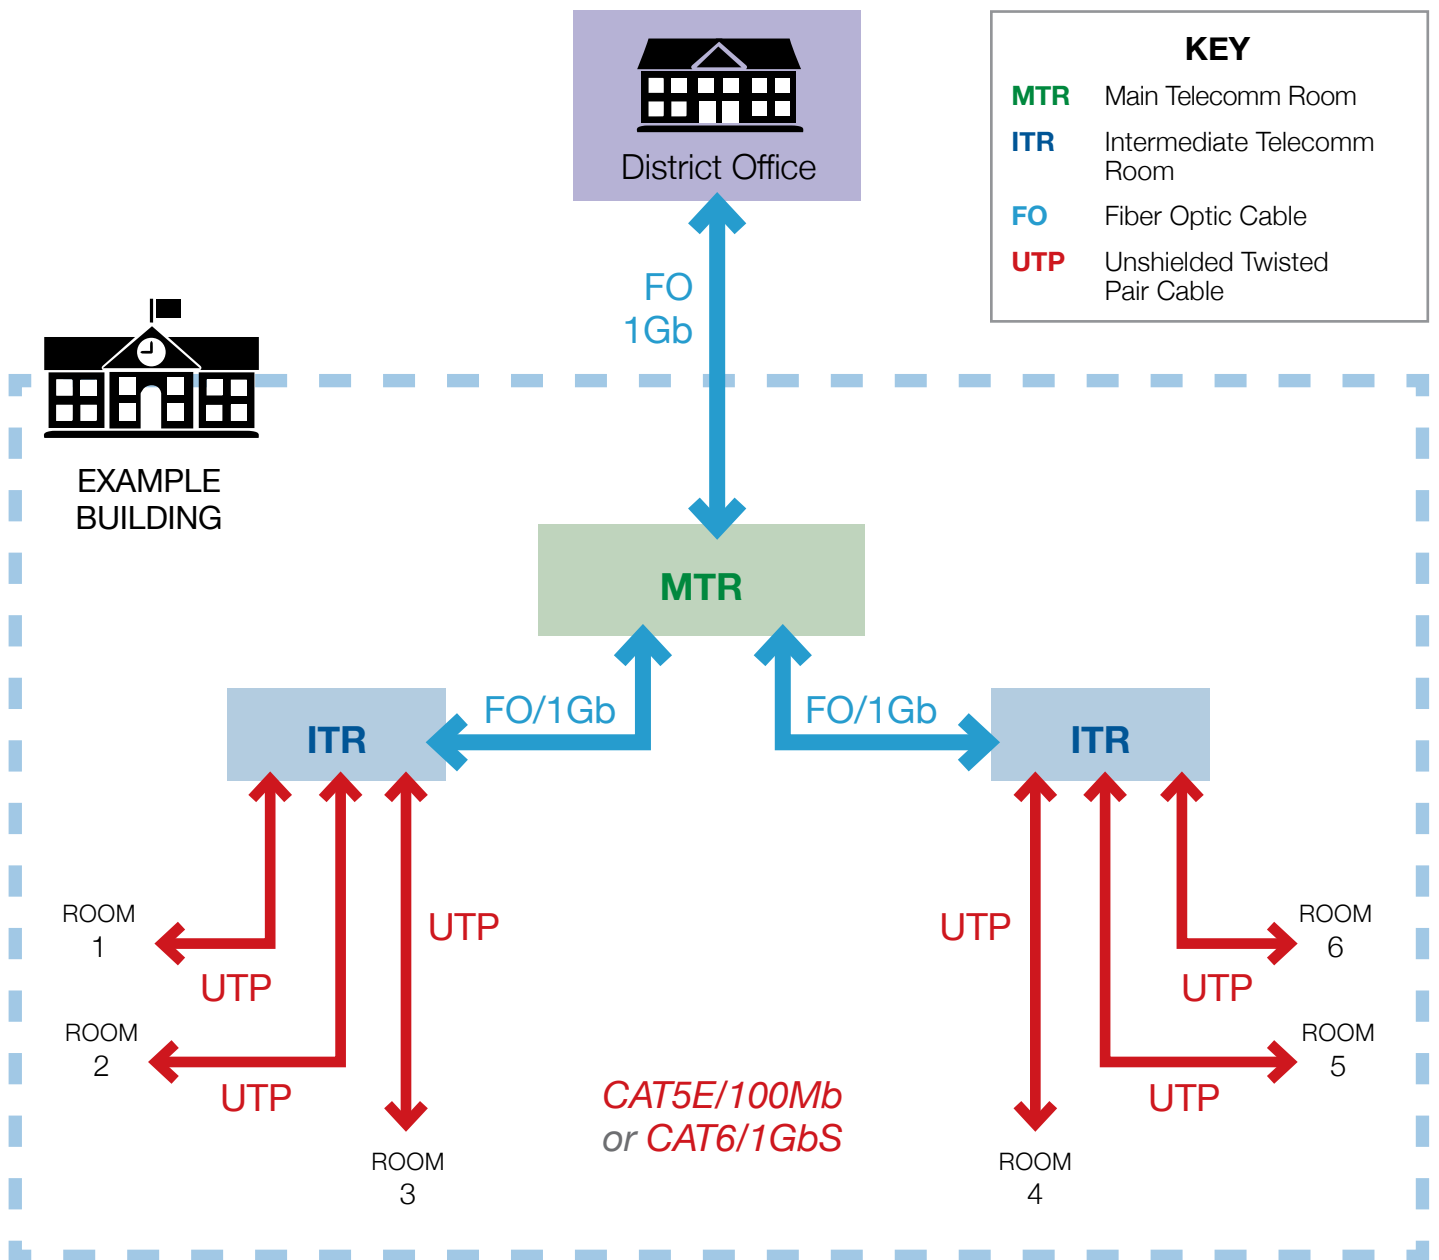 District Office
KEY
MTR Main Telecomm Room
ITR Intermediate Telecomm
Room
FO Fiber Optic Cable
UTP Unshielded Twisted
Pair Cable
FO
1Gb
EXAMPLE
BUILDING
MTR
FO/1Gb
FO/1Gb
ITR
ITR
ROOM
1
UTP
UTP
UTP
ROOM
6
UTP
ROOM
2
UTP
ROOM
5
UTP
CAT5E/100Mb
or CAT6/1GbS
ROOM
3
ROOM
4